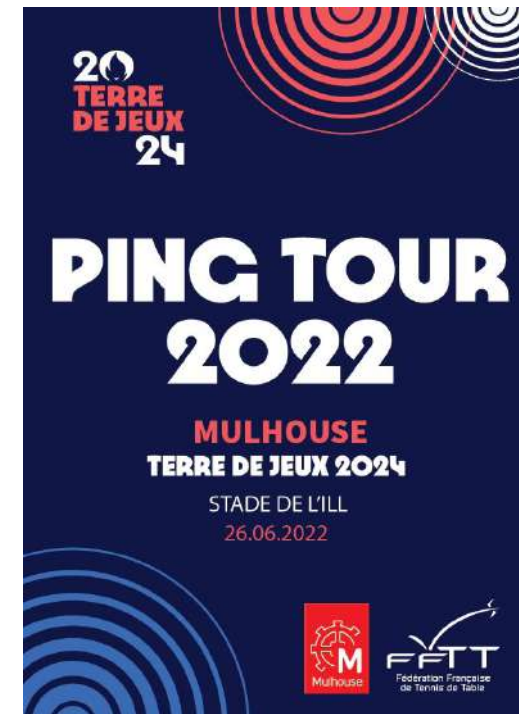 20
TERRE
DE JEUX
24
PING TOUR
2022
MULHOUSE
TERRE DE JEUX 2024
STADE DE L'ILL
26.06.2022
M
Mulhouse
FFTT
Fédération Française
de Tennis de Table